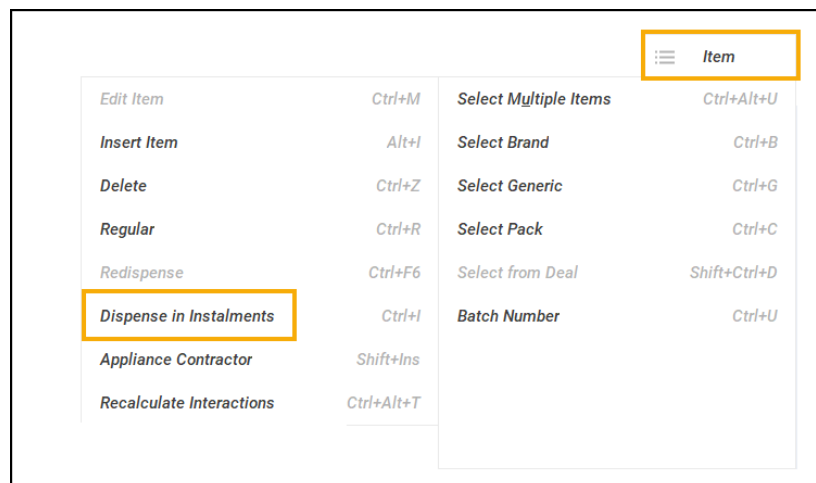 Item
Edit Item Ctrl+M
Insert Item Alt+I
Delete Ctrl+Z
Regular Ctrl+R
Redispense Ctrl+F6
Dispense in Instalments Ctrl+I
Appliance Contractor Shift+Ins
Recalculate Interactions Ctrl+Alt+T
Select Multiple Items Ctrl+Alt+U
Select Brand Ctrl+B
Select Generic Ctrl+G
Select Pack Ctrl+C
Select from Deal Shift+Ctrl+D
Batch Number Ctrl+U